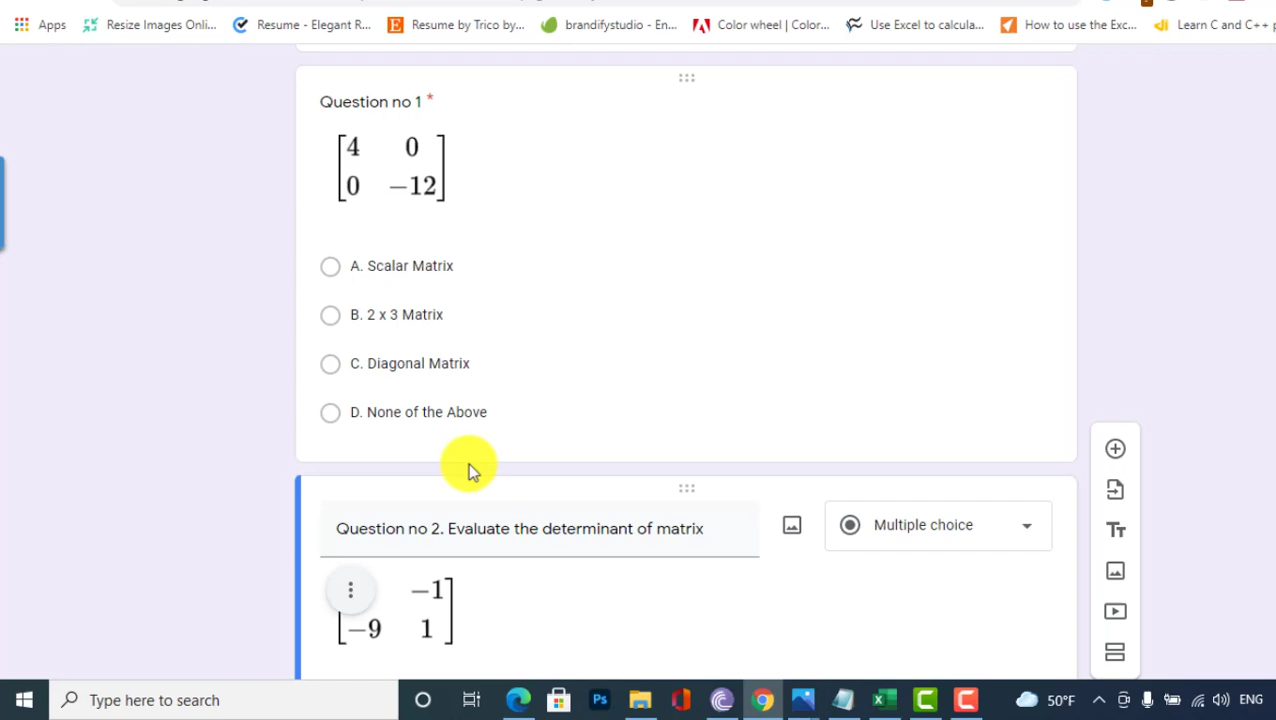 Apps Resize Images Onli... Resume - Elegant R... Resume by Trico by... brandifystudio - En... Color wheel | Color... Use Excel to calcula... How to use the Exc... Learn C and C++
Question no 1 *
4 0
0 −12
A. Scalar Matrix
B. 2 x 3 Matrix
C. Diagonal Matrix
D. None of the Above
Question no 2. Evaluate the determinant of matrix
Multiple choice
−1
−9 1
Type here to search
50°F ENG